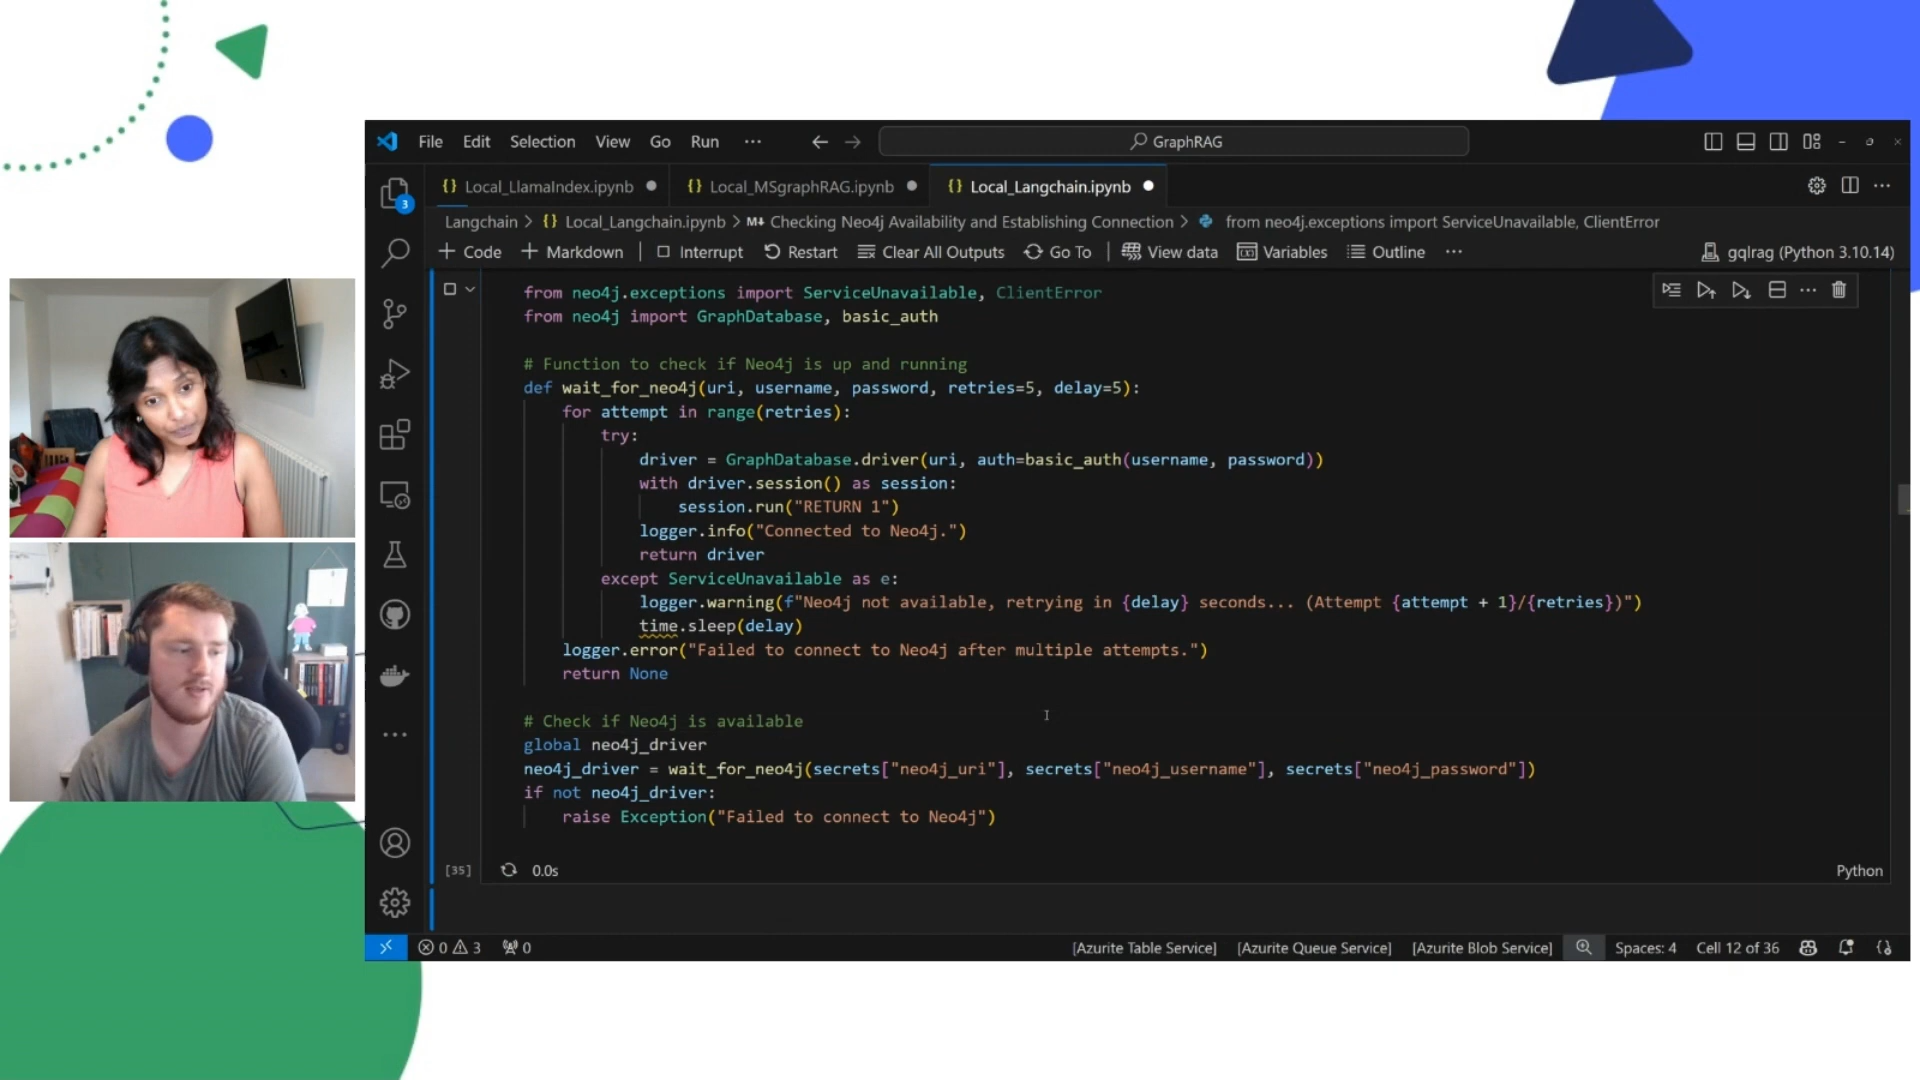 File Edit Selection View Go Run ··· GraphRAG
Local_LlamaIndex.ipynb Local_MSgraphRAG.ipynb Local_Langchain.ipynb
3
Langchain > {} Local_Langchain.ipynb > M↓ Checking Neo4j Availability and Establishing Connection > from neo4j.exceptions import ServiceUnavailable, ClientError
+ Code + Markdown Interrupt Restart Clear All Outputs Go To View data Variables Outline ··· gqlrag (Python 3.10.14)
from neo4j.exceptions import ServiceUnavailable, ClientError
from neo4j import GraphDatabase, basic_auth
# Function to check if Neo4j is up and running
def wait_for_neo4j(uri, username, password, retries=5, delay=5):
for attempt in range(retries):
try:
driver = GraphDatabase.driver(uri, auth=basic_auth(username, password))
with driver.session() as session:
session.run("RETURN 1")
logger.info("Connected to Neo4j.")
return driver
except ServiceUnavailable as e:
logger.warning(f"Neo4j not available, retrying in {delay} seconds... (Attempt {attempt + 1}/{retries})")
time.sleep(delay)
logger.error("Failed to connect to Neo4j after multiple attempts.")
return None
# Check if Neo4j is available
global neo4j_driver
neo4j_driver = wait_for_neo4j(secrets["neo4j_uri"], secrets["neo4j_username"], secrets["neo4j_password"])
if not neo4j_driver:
raise Exception("Failed to connect to Neo4j")
[35] 0.0s Python
0 3 0 [Azurite Table Service] [Azurite Queue Service] [Azurite Blob Service] Spaces: 4 Cell 12 of 36